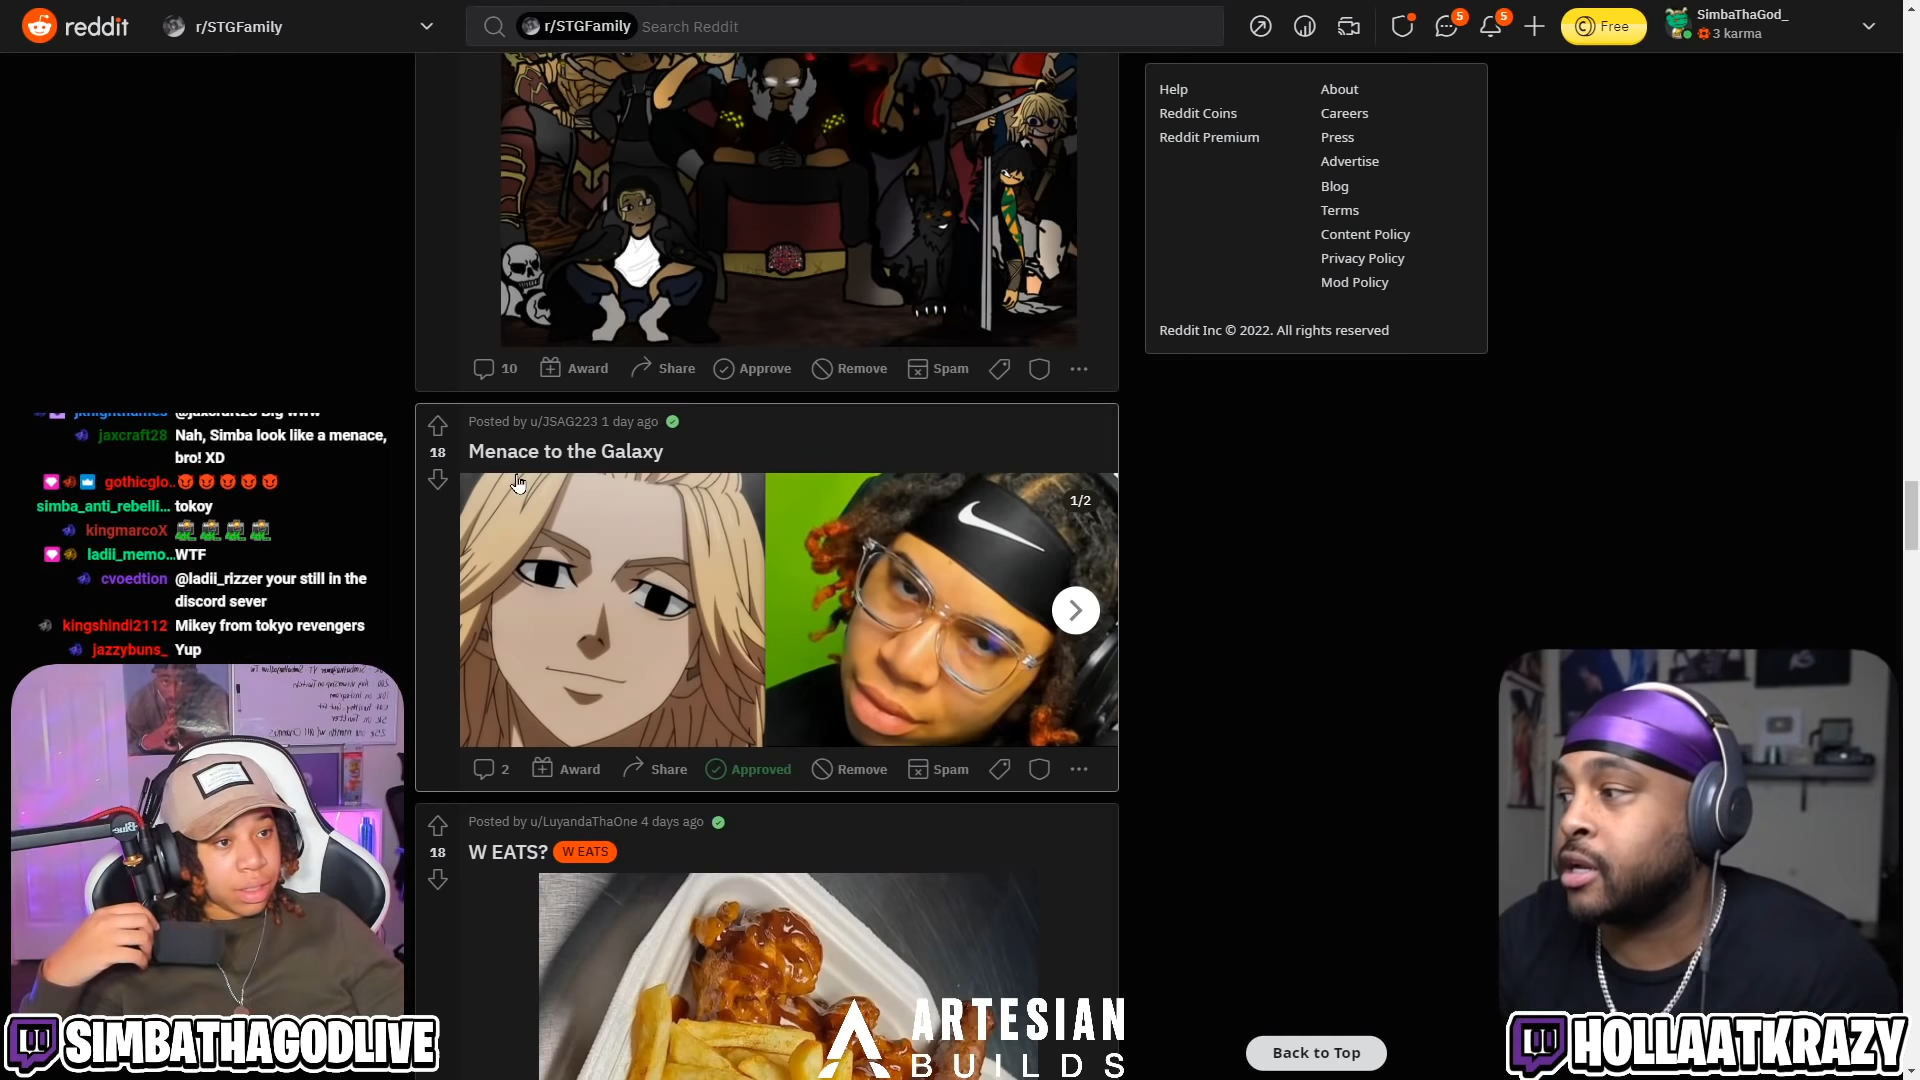 reddit
r/STGFamily
r/STGFamily Search Reddit
5
5
Free
SimbaThaGod_
3 karma
Help
About
Reddit Coins
Careers
Reddit Premium
Press
Advertise
Blog
Terms
Content Policy
Privacy Policy
Mod Policy
Reddit Inc © 2022. All rights reserved
10 Award Share Approve Remove Spam
Posted by u/JSAG223 1 day ago
18
Menace to the Galaxy
1/2
2 Award Share Approved Remove Spam
Posted by u/LuyandaThaOne 4 days ago
18
W EATS? W EATS
jaxcraft28 Nah, Simba look like a menace,
bro! XD
gothicglo..
simba_anti_rebelli... tokoy
kingmarcoX
ladii_memo... WTF
cvoedtion @ladii_rizzer your still in the
discord sever
kingshindi2112 Mikey from tokyo revengers
jazzybuns_ Yup
Blue
SIMBATHAGODLIVE
ARTESIAN
BUILDS
Back to Top
HOLLAATKRAZY